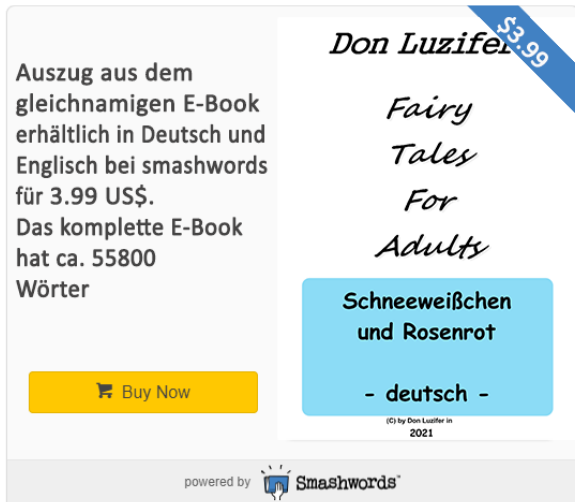 Auszug aus dem
gleichnamigen E-Book
erhältlich in Deutsch und
Englisch bei smashwords
für 3.99 US$.
Das komplette E-Book
hat ca. 55800
Wörter
Buy Now
$3.99
Don Luzifer
Fairy
Tales
For
Adults
Schneeweißchen
und Rosenrot
- deutsch -
(C) by Don Luzifer in
2021
powered by Smashwords™